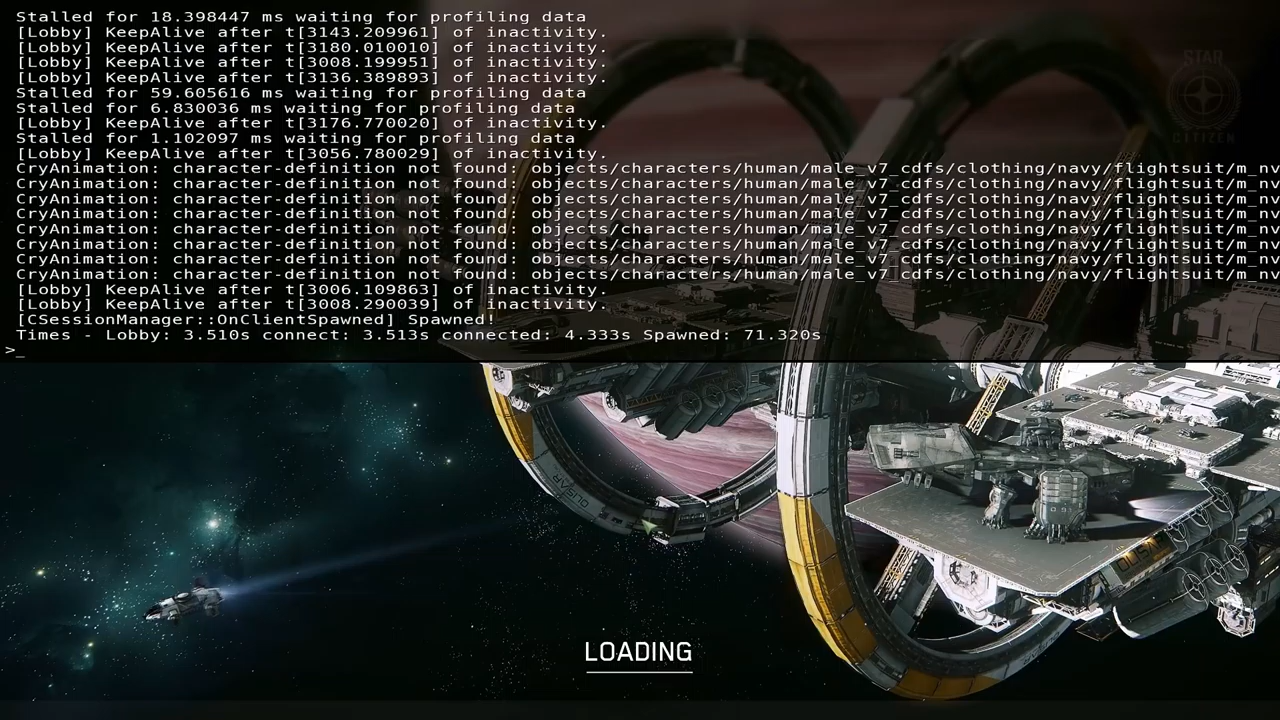 Stalled for 18.398447 ms waiting for profiling data
[Lobby] KeepAlive after t[3143.209961] of inactivity.
[Lobby] KeepAlive after t[3180.010010] of inactivity.
[Lobby] KeepAlive after t[3008.199951] of inactivity.
[Lobby] KeepAlive after t[3136.389893] of inactivity.
Stalled for 59.605616 ms waiting for profiling data
Stalled for 6.830036 ms waiting for profiling data
[Lobby] KeepAlive after t[3176.770020] of inactivity.
Stalled for 1.102097 ms waiting for profiling data
[Lobby] KeepAlive after t[3056.780029] of inactivity.
CryAnimation: character-definition not found: objects/characters/human/male_v7_cdfs/clothing/navy/flightsuit/m_nv
CryAnimation: character-definition not found: objects/characters/human/male_v7_cdfs/clothing/navy/flightsuit/m_nv
CryAnimation: character-definition not found: objects/characters/human/male_v7_cdfs/clothing/navy/flightsuit/m_nv
CryAnimation: character-definition not found: objects/characters/human/male_v7_cdfs/clothing/navy/flightsuit/m_nv
CryAnimation: character-definition not found: objects/characters/human/male_v7_cdfs/clothing/navy/flightsuit/m_nv
CryAnimation: character-definition not found: objects/characters/human/male_v7_cdfs/clothing/navy/flightsuit/m_nv
CryAnimation: character-definition not found: objects/characters/human/male_v7_cdfs/clothing/navy/flightsuit/m_nv
CryAnimation: character-definition not found: objects/characters/human/male_v7_cdfs/clothing/navy/flightsuit/m_nv
[Lobby] KeepAlive after t[3006.109863] of inactivity.
[Lobby] KeepAlive after t[3008.290039] of inactivity.
[CSessionManager::OnClientSpawned] Spawned!
Times - Lobby: 3.510s connect: 3.513s connected: 4.333s Spawned: 71.320s
>_
STAR
CITIZEN
OLISAR
OLISAR
LOADING